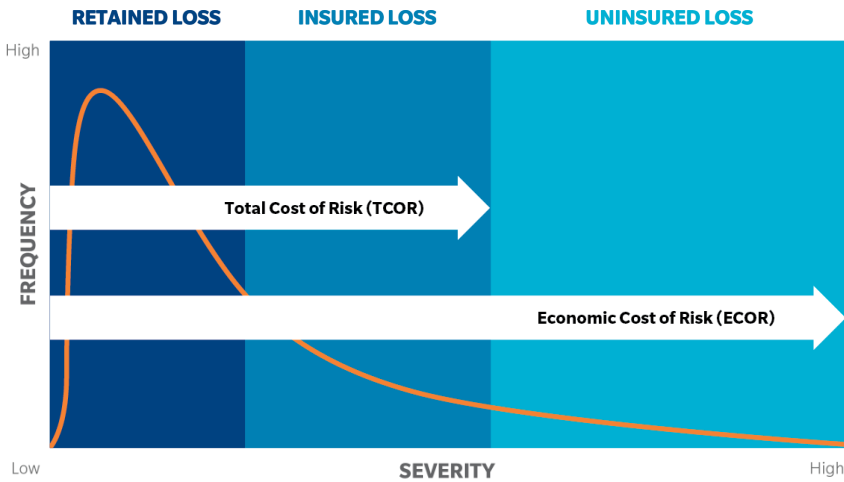 RETAINED LOSS
INSURED LOSS
UNINSURED LOSS
High
FREQUENCY
Total Cost of Risk (TCOR)
Economic Cost of Risk (ECOR)
Low
SEVERITY
High